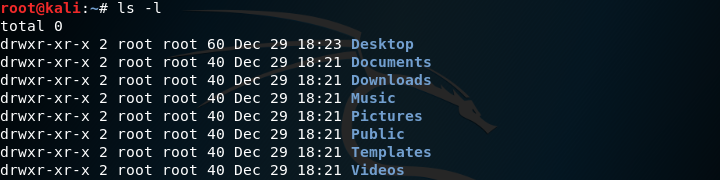 root@kali:~# ls -l
total 0
drwxr-xr-x 2 root root 60 Dec 29 18:23 Desktop
drwxr-xr-x 2 root root 40 Dec 29 18:21 Documents
drwxr-xr-x 2 root root 40 Dec 29 18:21 Downloads
drwxr-xr-x 2 root root 40 Dec 29 18:21 Music
drwxr-xr-x 2 root root 40 Dec 29 18:21 Pictures
drwxr-xr-x 2 root root 40 Dec 29 18:21 Public
drwxr-xr-x 2 root root 40 Dec 29 18:21 Templates
drwxr-xr-x 2 root root 40 Dec 29 18:21 Videos